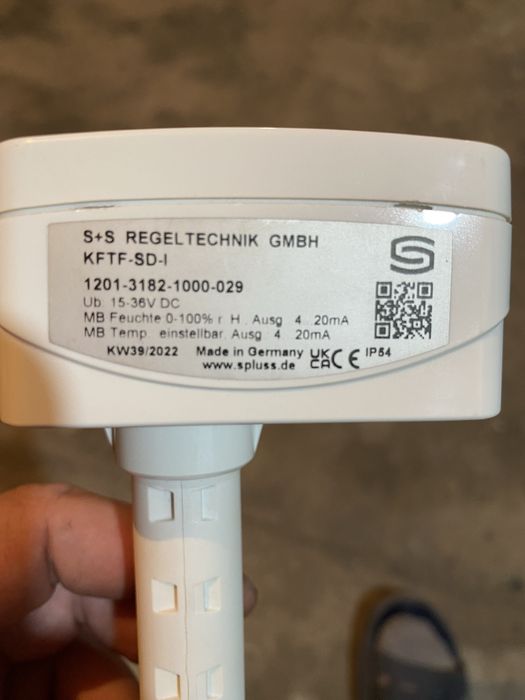 S+S REGELTECHNIK GMBH
KFTF-SD-I
1201-3182-1000-029
Ub: 15-36V DC
MB Feuchte 0-100% r. H. Ausg. 4...20mA
MB Temp. einstellbar. Ausg. 4...20mA
KW39/2022 Made in Germany UK CA CE IP54
www.spluss.de